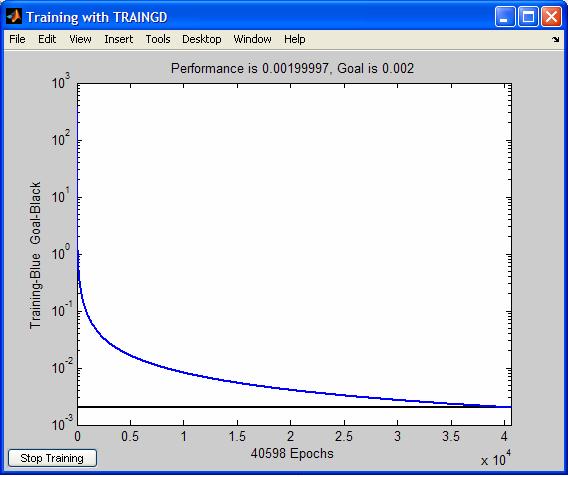 Training with TRAINGD
File Edit View Insert Tools Desktop Window Help
Performance is 0.00199997, Goal is 0.002
10^3
10^2
10^1
10^0
10^-1
10^-2
10^-3
Training-Blue Goal-Black
0 0.5 1 1.5 2 2.5 3 3.5 4
x 10^4
40598 Epochs
Stop Training